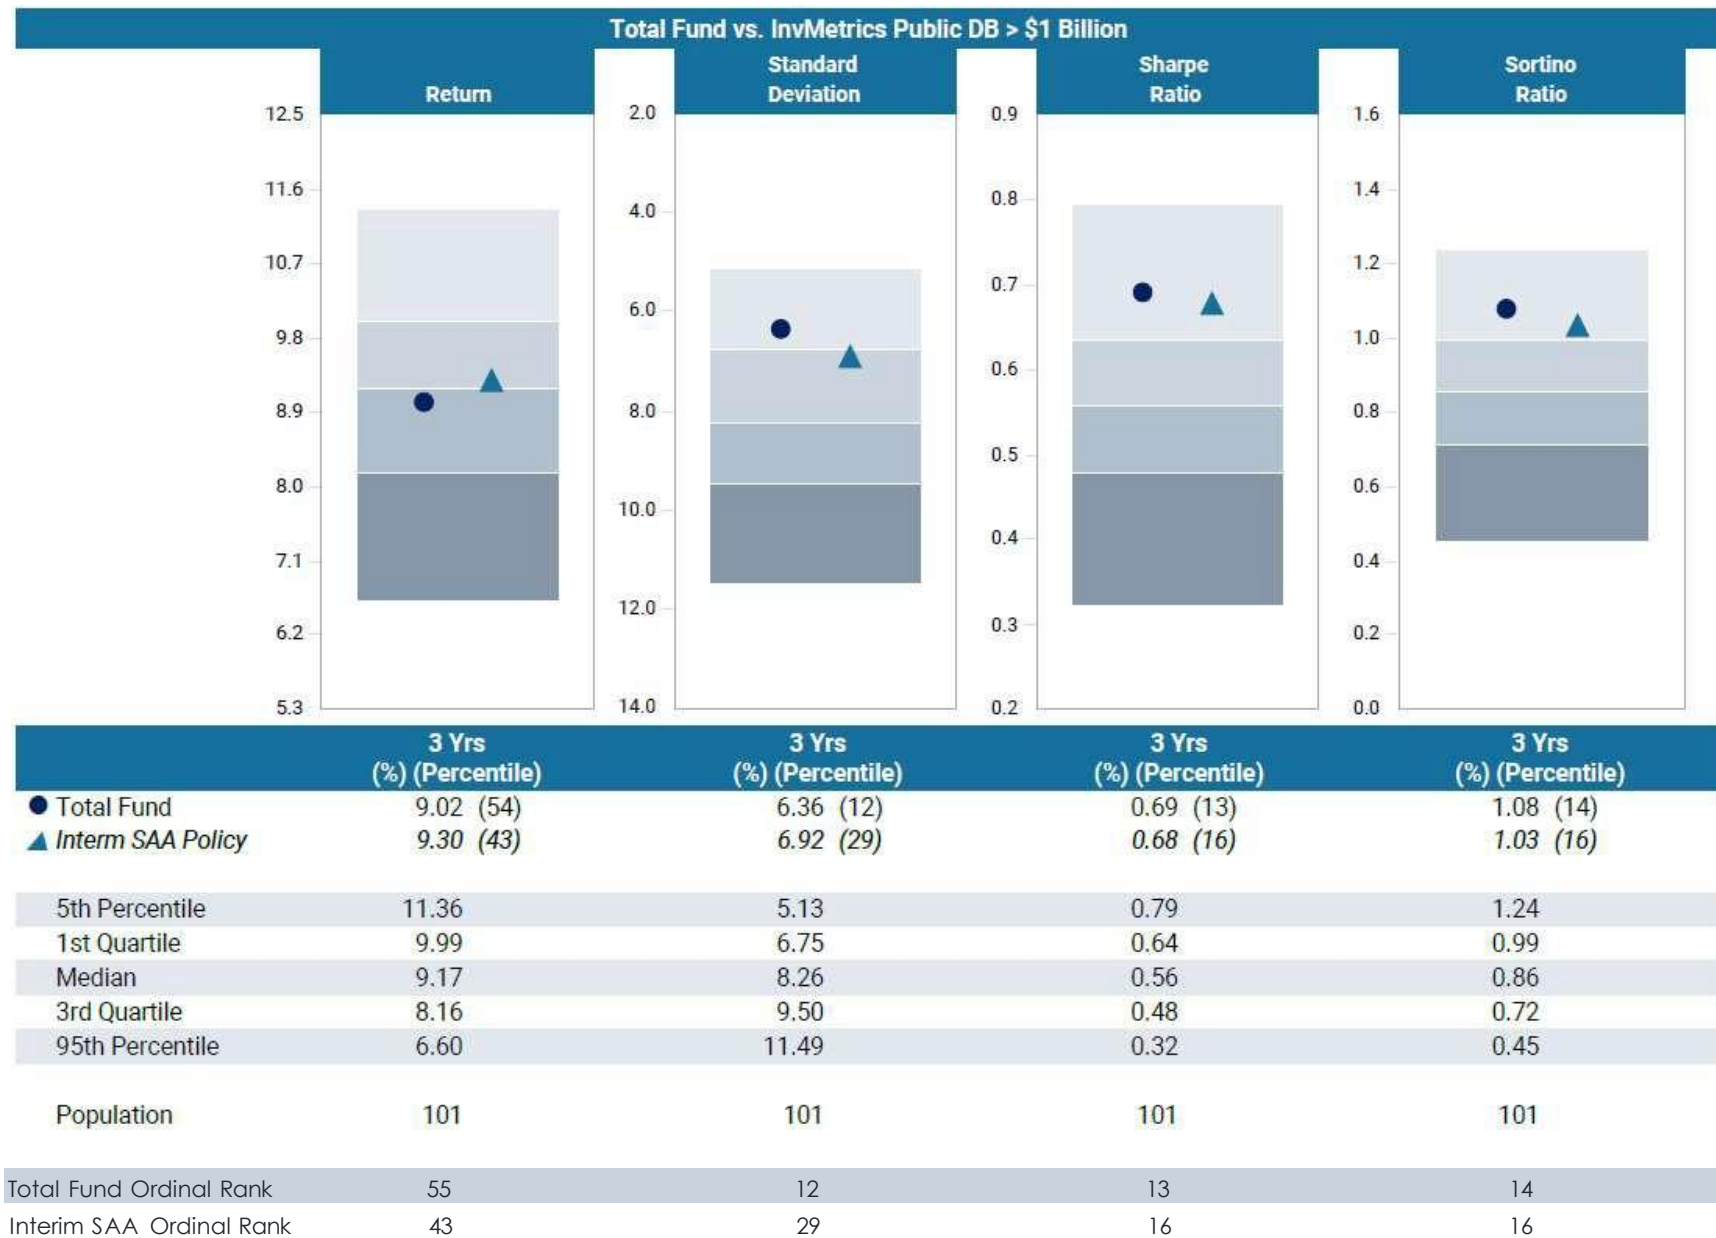 Total Fund vs. InvMetrics Public DB > $1 Billion
Return
Standard
Deviation
Sharpe
Ratio
Sortino
Ratio
12.5
11.6
10.7
9.8
8.9
8.0
7.1
6.2
5.3
2.0
4.0
6.0
8.0
10.0
12.0
14.0
0.9
0.8
0.7
0.6
0.5
0.4
0.3
0.2
1.6
1.4
1.2
1.0
0.8
0.6
0.4
0.2
0.0
3 Yrs 3 Yrs 3 Yrs 3 Yrs
(%) (Percentile) (%) (Percentile) (%) (Percentile) (%) (Percentile)
Total Fund 9.02 (54) 6.36 (12) 0.69 (13) 1.08 (14)
Interm SAA Policy 9.30 (43) 6.92 (29) 0.68 (16) 1.03 (16)
5th Percentile 11.36 5.13 0.79 1.24
1st Quartile 9.99 6.75 0.64 0.99
Median 9.17 8.26 0.56 0.86
3rd Quartile 8.16 9.50 0.48 0.72
95th Percentile 6.60 11.49 0.32 0.45
Population 101 101 101 101
Total Fund Ordinal Rank 55 12 13 14
Interim SAA Ordinal Rank 43 29 16 16